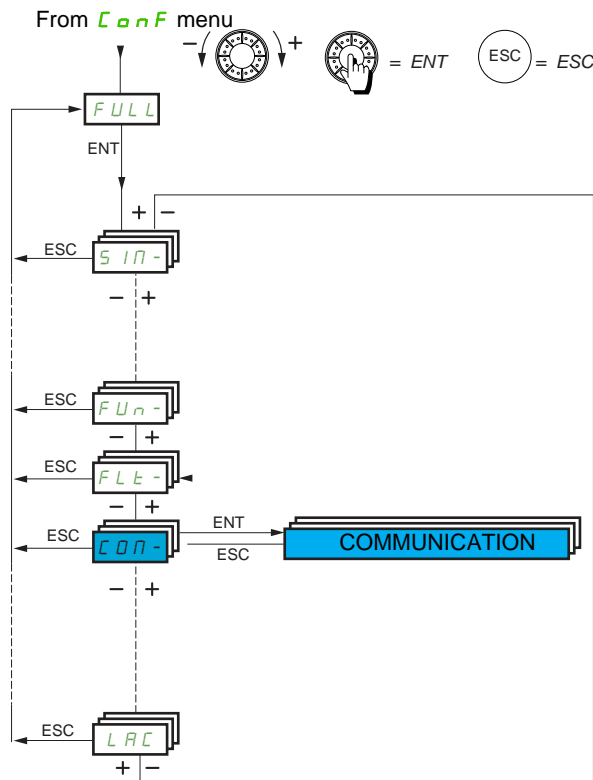 From ConF menu
− + = ENT ESC = ESC
FULL
ENT
+ −
ESC SIM-
− +
ESC FUn-
− +
ESC FLt-
− +
ESC COM- ENT COMMUNICATION
ESC
− +
ESC LAC
+ −